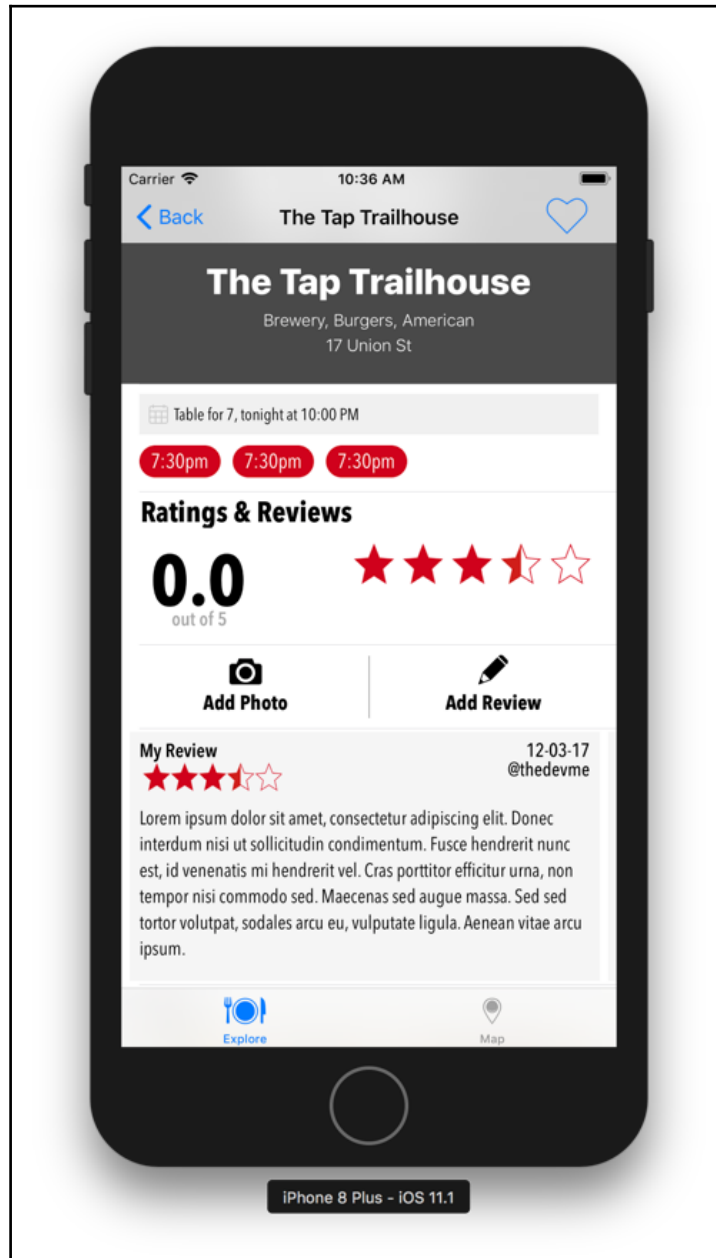 Carrier 10:36 AM
Back The Tap Trailhouse
The Tap Trailhouse
Brewery, Burgers, American
17 Union St
Table for 7, tonight at 10:00 PM
7:30pm 7:30pm 7:30pm
Ratings & Reviews
0.0
out of 5
Add Photo Add Review
My Review 12-03-17
@thedevme
Lorem ipsum dolor sit amet, consectetur adipiscing elit. Donec
interdum nisi ut sollicitudin condimentum. Fusce hendrerit nunc
est, id venenatis mi hendrerit vel. Cras porttitor efficitur urna, non
tempor nisi commodo sed. Maecenas sed augue massa. Sed sed
tortor volutpat, sodales arcu eu, vulputate ligula. Aenean vitae arcu
ipsum.
Explore Map
iPhone 8 Plus - iOS 11.1